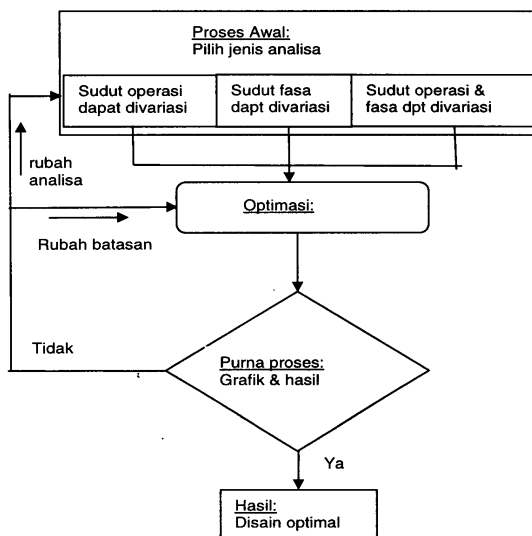 Proses Awal:
Pilih jenis analisa
Sudut operasi
dapat divariasi
Sudut fasa
dapt divariasi
Sudut operasi &
fasa dpt divariasi
rubah
analisa
Optimasi:
Rubah batasan
Tidak
Purna proses:
Grafik & hasil
Ya
Hasil:
Disain optimal